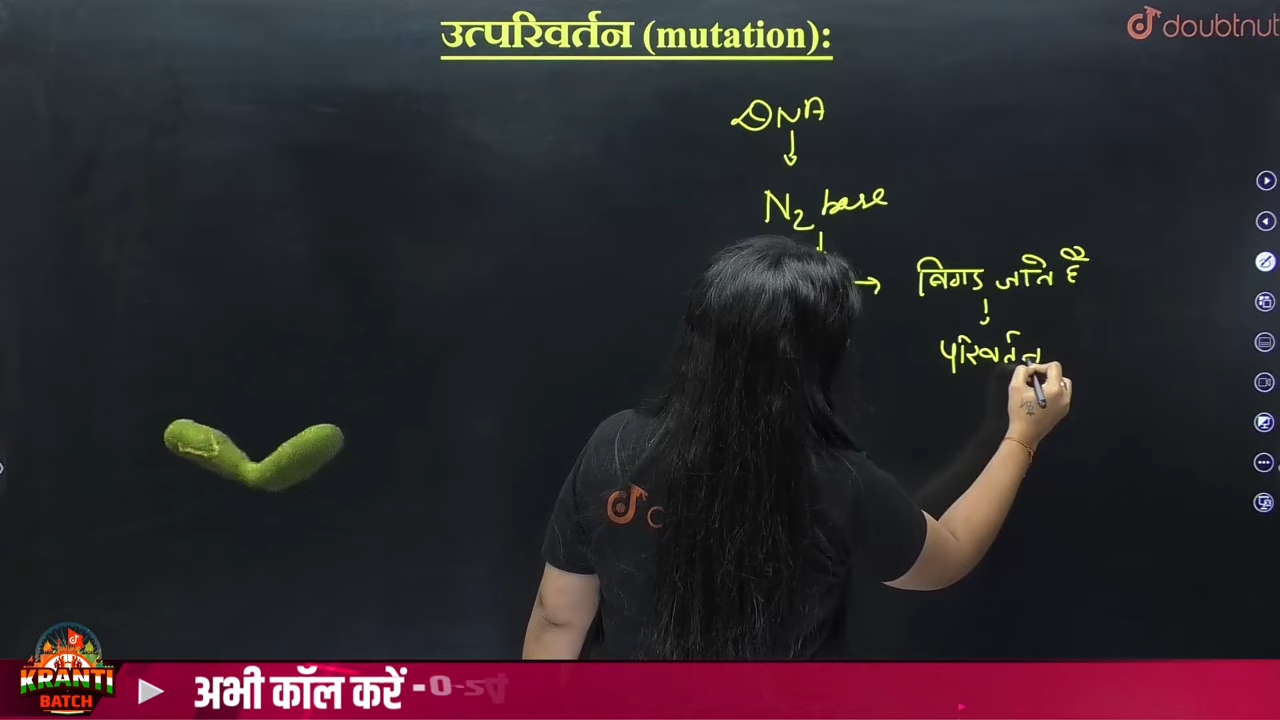 उत्परिवर्तन (mutation):
doubtnut
DNA
N2 base
→ बिगड जाति है
परिवर्तन
KRANTI
BATCH
अभी कॉल करें -